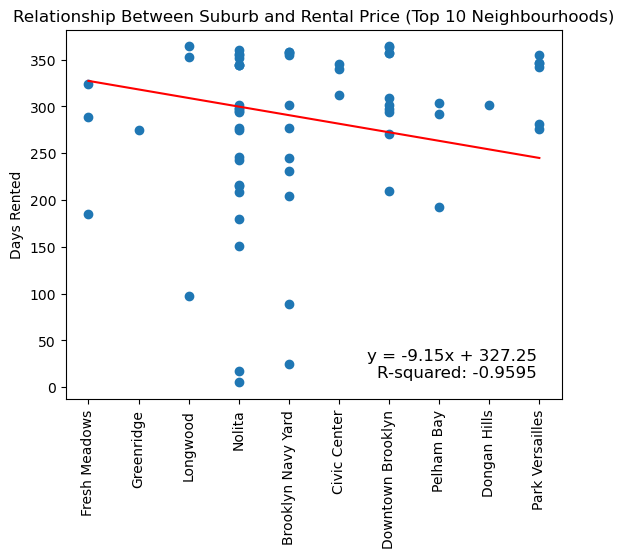 Relationship Between Suburb and Rental Price (Top 10 Neighbourhoods)
Days Rented
350
300
250
200
150
100
50
0
y = -9.15x + 327.25
R-squared: -0.9595
Fresh Meadows
Greenridge
Longwood
Nolita
Brooklyn Navy Yard
Civic Center
Downtown Brooklyn
Pelham Bay
Dongan Hills
Park Versailles